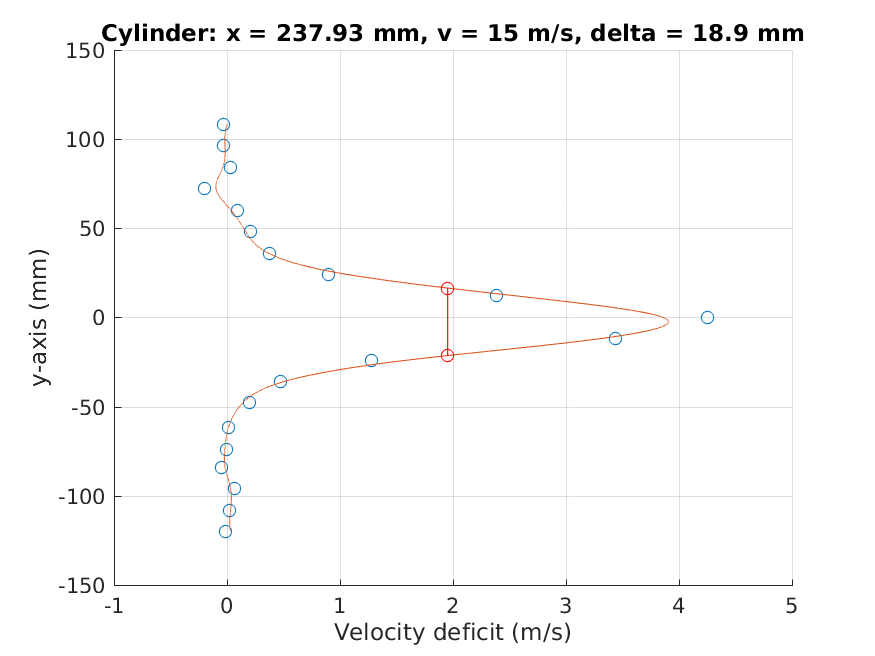 Cylinder: x = 237.93 mm, v = 15 m/s, delta = 18.9 mm
150
100
50
0
-50
-100
-150
y-axis (mm)
-1 0 1 2 3 4 5
Velocity deficit (m/s)